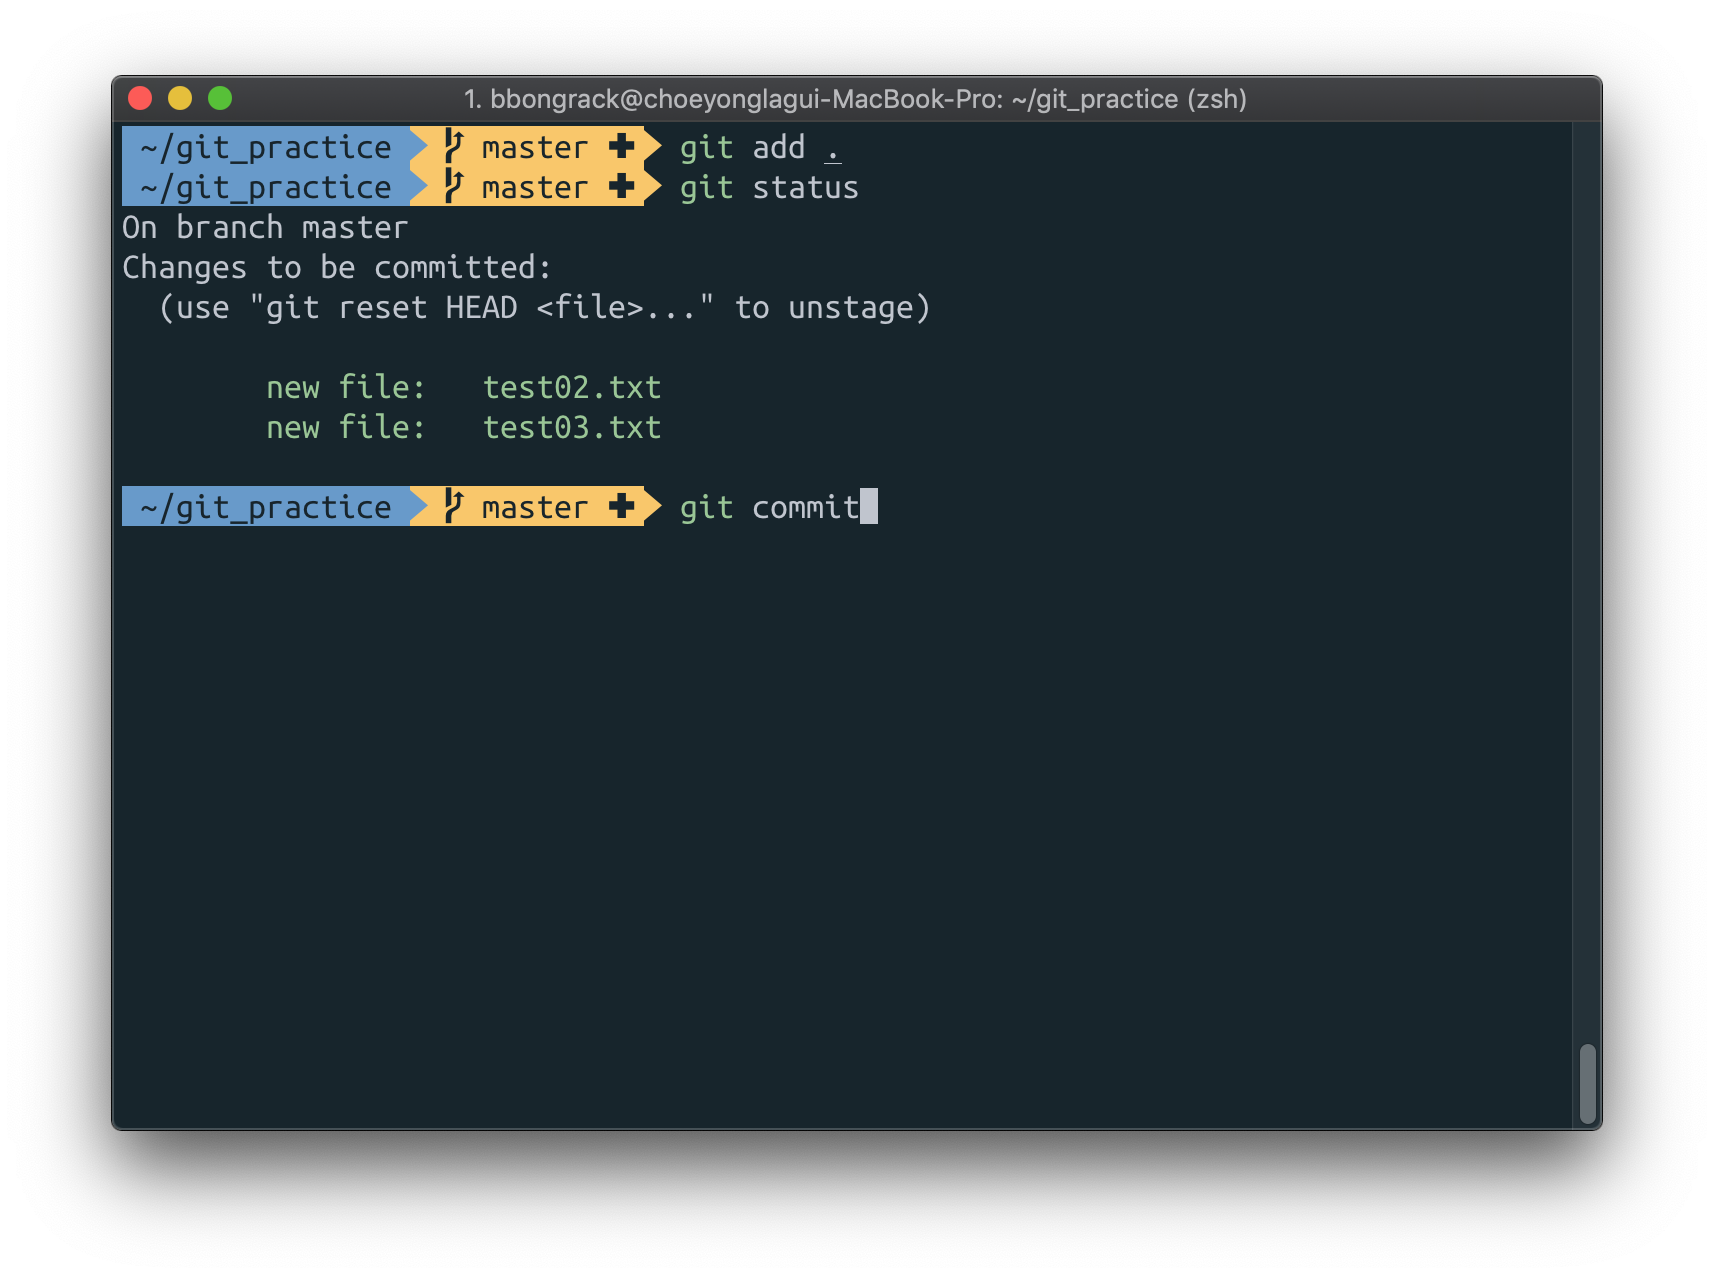 1. bbongrack@choeyonglagui-MacBook-Pro: ~/git_practice (zsh)
~/git_practice master ✚ git add .
~/git_practice master ✚ git status
On branch master
Changes to be committed:
  (use "git reset HEAD <file>..." to unstage)
        new file:   test02.txt
        new file:   test03.txt
~/git_practice master ✚ git commit